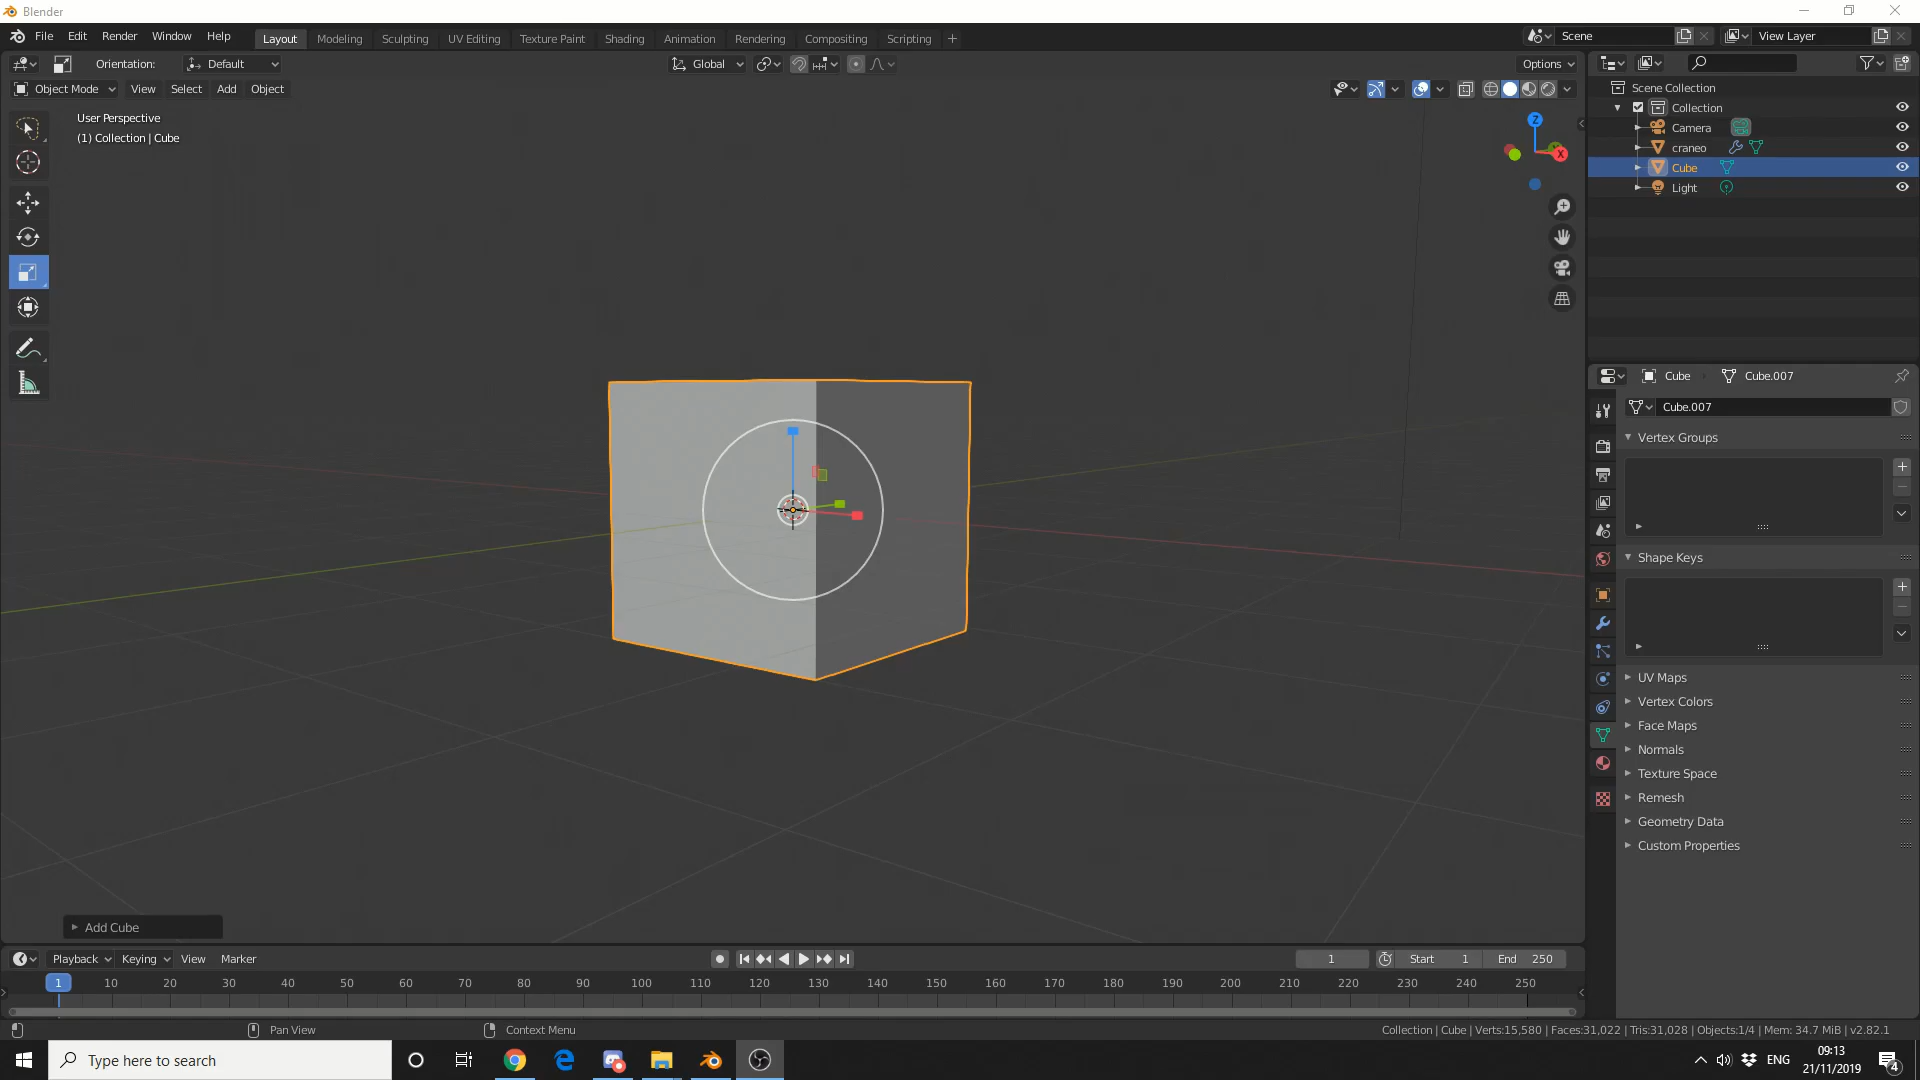 Blender
File Edit Render Window Help
Layout Modeling Sculpting UV Editing Texture Paint Shading Animation Rendering Compositing Scripting +
Scene
View Layer
Orientation: Default
Global
Options
Object Mode View Select Add Object
User Perspective
(1) Collection | Cube
Z
X
Scene Collection
Collection
Camera
craneo
Cube
Light
Cube Cube.007
Cube.007
Vertex Groups
Shape Keys
UV Maps
Vertex Colors
Face Maps
Normals
Texture Space
Remesh
Geometry Data
Custom Properties
Add Cube
Playback Keying View Marker
1 Start 1 End 250
1 10 20 30 40 50 60 70 80 90 100 110 120 130 140 150 160 170 180 190 200 210 220 230 240 250
Pan View
Context Menu
Collection | Cube | Verts:15,580 | Faces:31,022 | Tris:31,028 | Objects:1/4 | Mem: 34.7 MiB | v2.82.1
Type here to search
ENG
09:13
21/11/2019
4